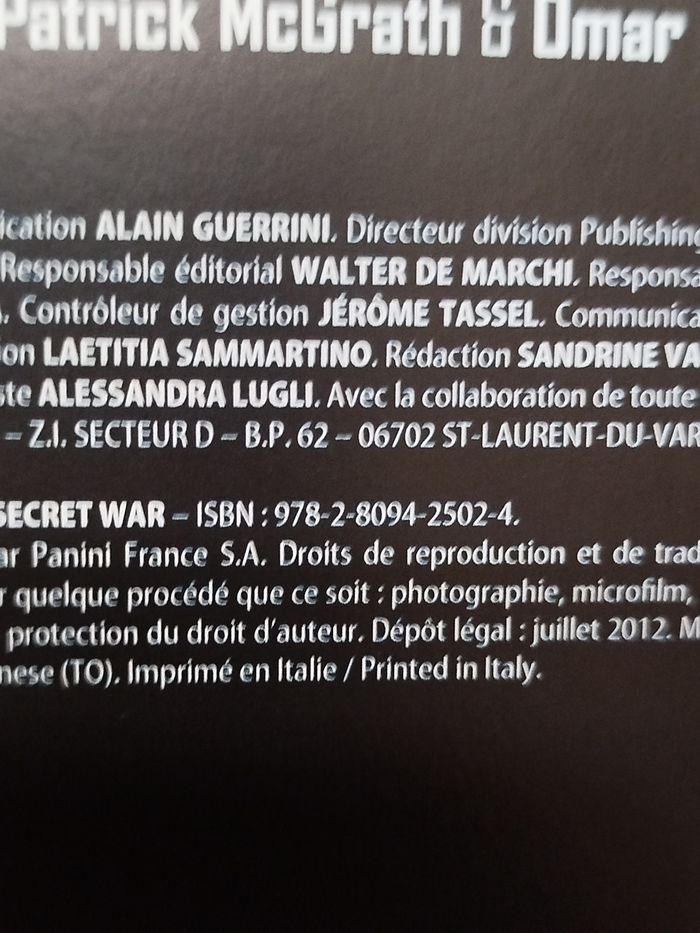 Patrick McGrath & Omar
ication ALAIN GUERRINI. Directeur division Publishing
Responsable éditorial WALTER DE MARCHI. Respons
. Contrôleur de gestion JÉRÔME TASSEL. Communica
on LAETITIA SAMMARTINO. Rédaction SANDRINE VA
ste ALESSANDRA LUGLI. Avec la collaboration de toute
– Z.I. SECTEUR D – B.P. 62 – 06702 ST-LAURENT-DU-VAR
SECRET WAR – ISBN : 978-2-8094-2502-4.
ar Panini France S.A. Droits de reproduction et de trad
r quelque procédé que ce soit : photographie, microfilm,
protection du droit d'auteur. Dépôt légal : juillet 2012. M
nese (TO). Imprimé en Italie / Printed in Italy.